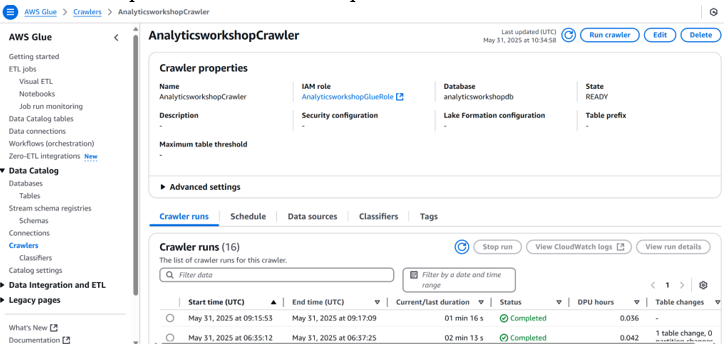 AWS Glue > Crawlers > AnalyticsworkshopCrawler
AWS Glue
Getting started
ETL jobs
Visual ETL
Notebooks
Job run monitoring
Data Catalog tables
Data connections
Workflows (orchestration)
Zero-ETL integrations New
Data Catalog
Databases
Tables
Stream schema registries
Schemas
Connections
Crawlers
Classifiers
Catalog settings
Data Integration and ETL
Legacy pages
What's New
Documentation
AnalyticsworkshopCrawler
Last updated (UTC)
May 31, 2025 at 10:34:58
Run crawler
Edit
Delete
Crawler properties
Name IAM role Database State
AnalyticsworkshopCrawler AnalyticsworkshopGlueRole analyticsworkshopdb READY
Description Security configuration Lake Formation configuration Table prefix
- - - -
Maximum table threshold
-
Advanced settings
Crawler runs Schedule Data sources Classifiers Tags
Crawler runs (16)
Stop run View CloudWatch logs View run details
The list of crawler runs for this crawler.
Filter data
Filter by a date and time
range
1
Start time (UTC) End time (UTC) Current/last duration Status DPU hours Table changes
May 31, 2025 at 09:15:53 May 31, 2025 at 09:17:09 01 min 16 s Completed 0.036 -
May 31, 2025 at 06:35:12 May 31, 2025 at 06:37:25 02 min 13 s Completed 0.042 1 table change, 0
partition changes